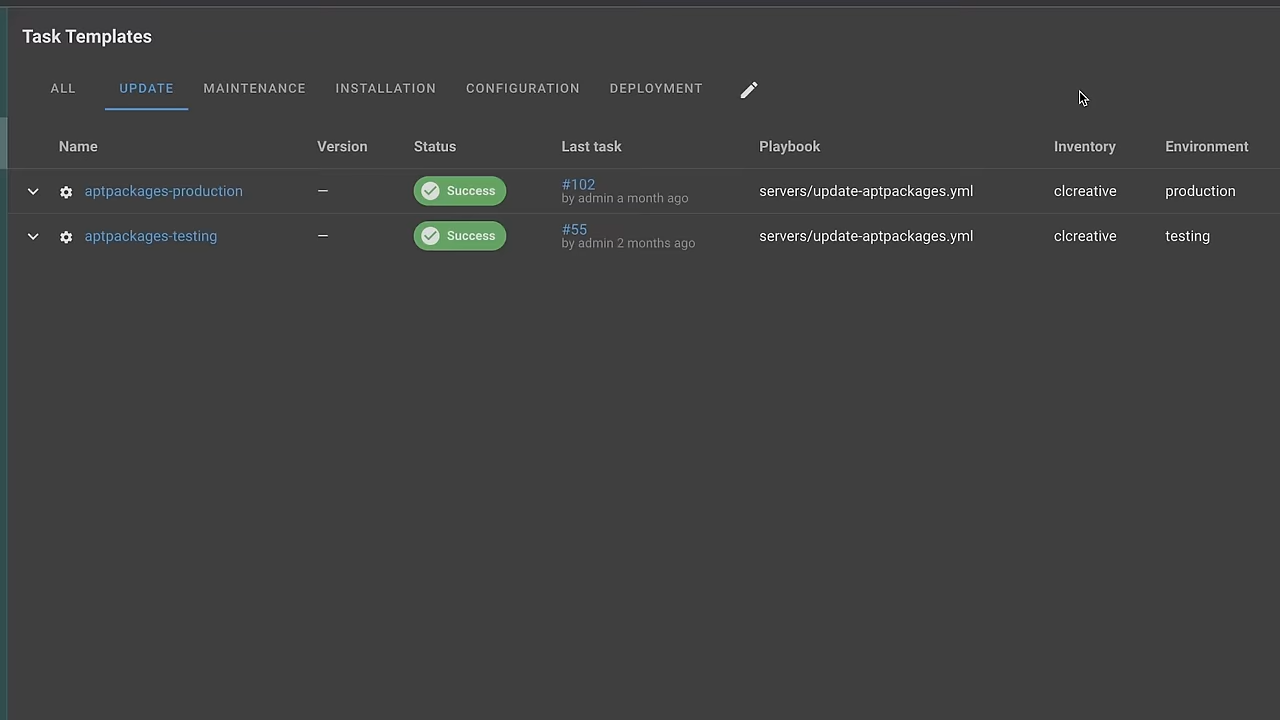 Task Templates
ALL UPDATE MAINTENANCE INSTALLATION CONFIGURATION DEPLOYMENT
Name Version Status Last task Playbook Inventory Environment
aptpackages-production — Success #102 servers/update-aptpackages.yml clcreative production
by admin a month ago
aptpackages-testing — Success #55 servers/update-aptpackages.yml clcreative testing
by admin 2 months ago